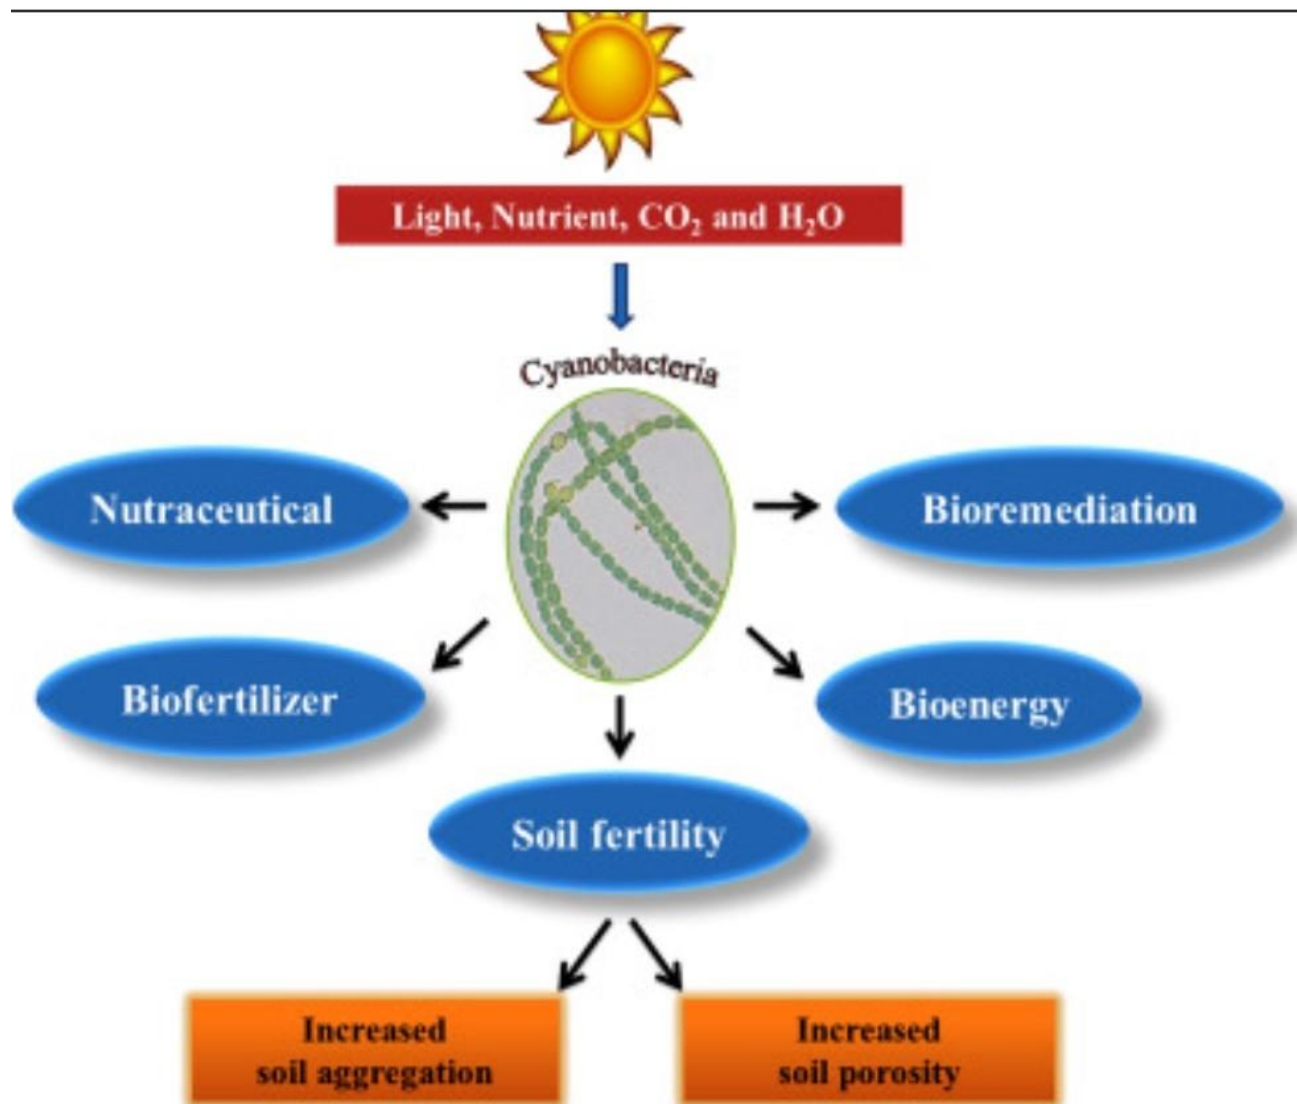 Light, Nutrient, CO₂ and H₂O
Cyanobacteria
Nutraceutical
Bioremediation
Biofertilizer
Bioenergy
Soil fertility
Increased
soil aggregation
Increased
soil porosity